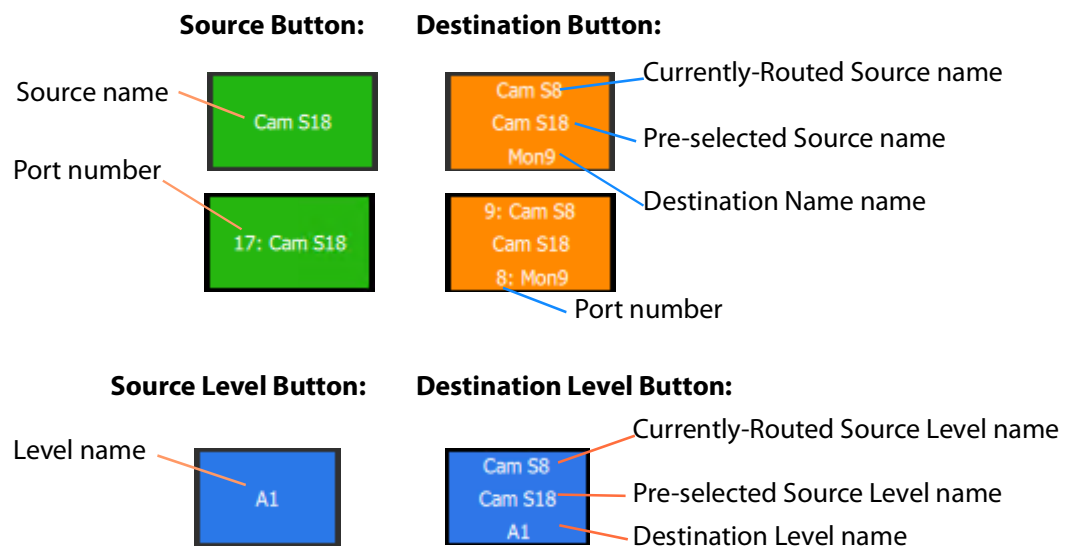 Source Button:
Destination Button:
Source name
Cam S18
Cam S8
Cam S18
Mon9
Currently-Routed Source name
Pre-selected Source name
Destination Name name
Port number
17: Cam S18
9: Cam S8
Cam S18
8: Mon9
Port number
Source Level Button:
Destination Level Button:
Level name
A1
Cam S8
Cam S18
A1
Currently-Routed Source Level name
Pre-selected Source Level name
Destination Level name